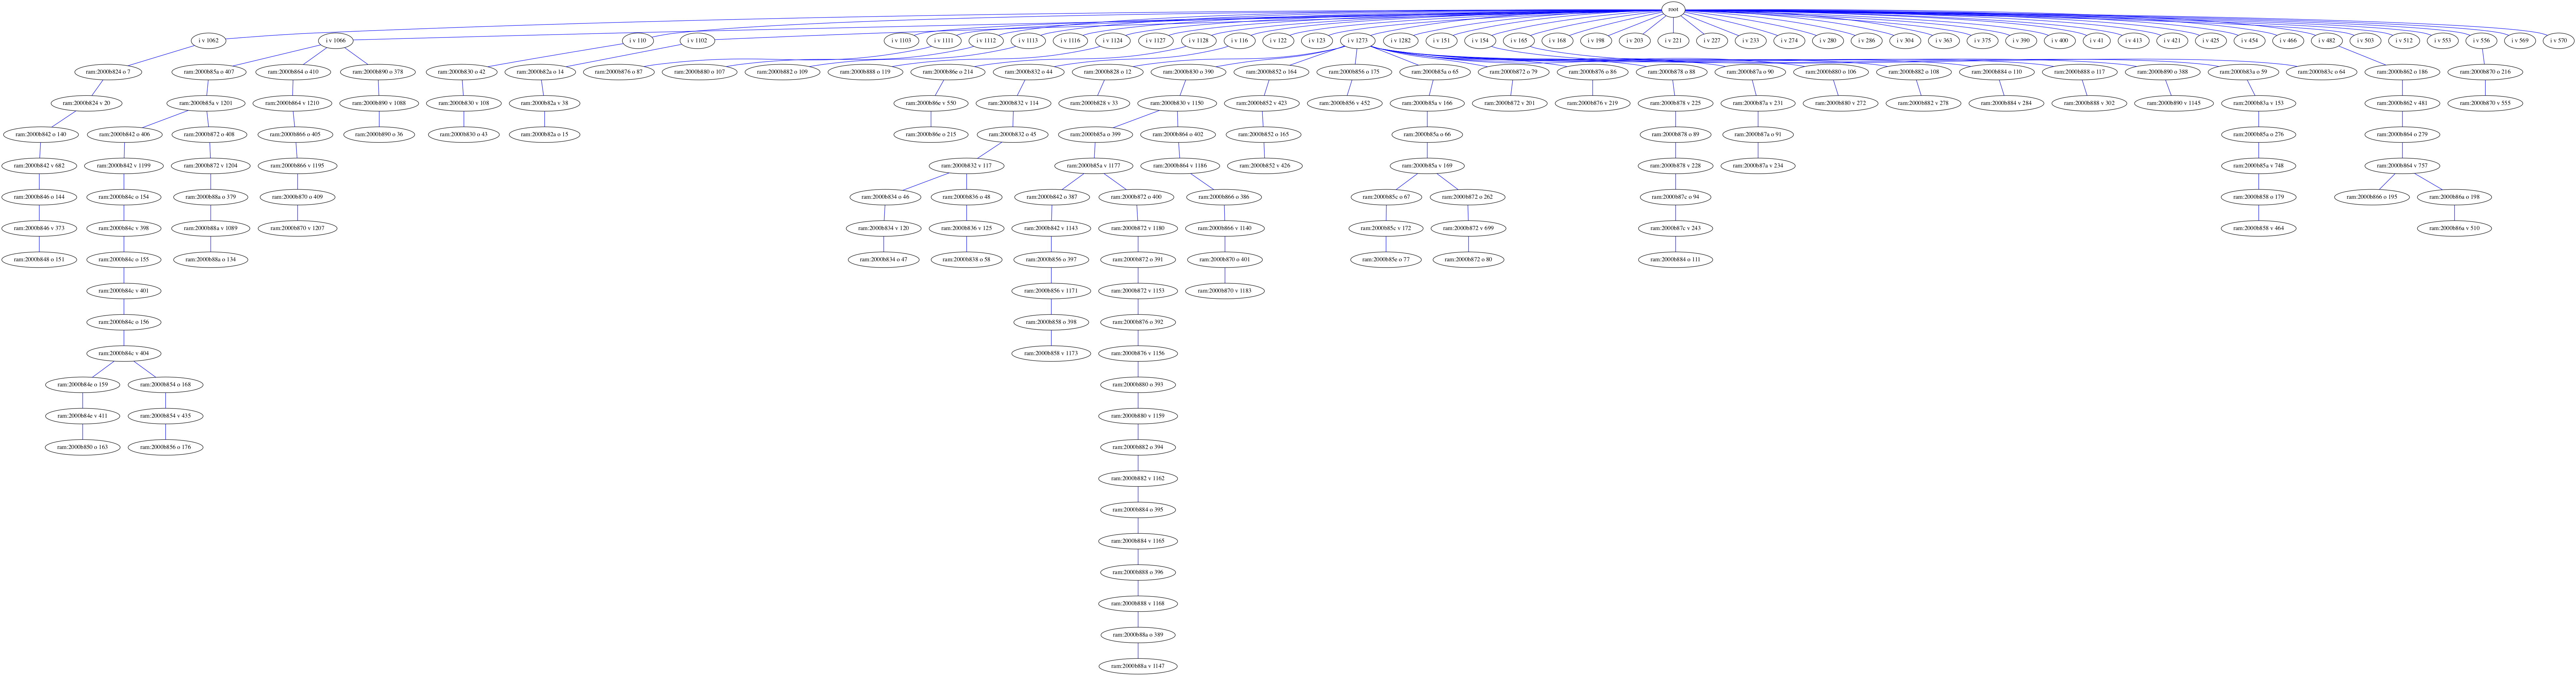 root
i v 1062
i v 1066
i v 110
i v 1102
i v 1103
i v 1111
i v 1112
i v 1113
i v 1116
i v 1124
i v 1127
i v 1128
i v 116
i v 122
i v 123
i v 1273
i v 1282
i v 151
i v 154
i v 165
i v 168
i v 198
i v 203
i v 221
i v 227
i v 233
i v 274
i v 280
i v 286
i v 304
i v 363
i v 375
i v 390
i v 400
i v 41
i v 413
i v 421
i v 425
i v 454
i v 466
i v 482
i v 503
i v 512
i v 553
i v 556
i v 569
i v 570
ram:2000b824 o 7
ram:2000b85a o 407
ram:2000b864 o 410
ram:2000b890 o 378
ram:2000b830 o 42
ram:2000b82a o 14
ram:2000b876 o 87
ram:2000b880 o 107
ram:2000b882 o 109
ram:2000b888 o 119
ram:2000b86e o 214
ram:2000b832 o 44
ram:2000b828 o 12
ram:2000b830 o 390
ram:2000b852 o 164
ram:2000b856 o 175
ram:2000b85a o 65
ram:2000b872 o 79
ram:2000b876 o 86
ram:2000b878 o 88
ram:2000b87a o 90
ram:2000b880 o 106
ram:2000b882 o 108
ram:2000b884 o 110
ram:2000b888 o 117
ram:2000b890 o 388
ram:2000b83a o 59
ram:2000b83c o 64
ram:2000b862 o 186
ram:2000b870 o 216
ram:2000b824 v 20
ram:2000b85a v 1201
ram:2000b864 v 1210
ram:2000b890 v 1088
ram:2000b830 v 108
ram:2000b82a v 38
ram:2000b86e v 550
ram:2000b832 v 114
ram:2000b828 v 33
ram:2000b830 v 1150
ram:2000b852 v 423
ram:2000b856 v 452
ram:2000b85a v 166
ram:2000b872 v 201
ram:2000b876 v 219
ram:2000b878 v 225
ram:2000b87a v 231
ram:2000b880 v 272
ram:2000b882 v 278
ram:2000b884 v 284
ram:2000b888 v 302
ram:2000b890 v 1145
ram:2000b83a v 153
ram:2000b862 v 481
ram:2000b870 v 555
ram:2000b842 o 140
ram:2000b842 o 406
ram:2000b872 o 408
ram:2000b866 o 405
ram:2000b890 o 36
ram:2000b830 o 43
ram:2000b82a o 15
ram:2000b86e o 215
ram:2000b832 o 45
ram:2000b85a o 399
ram:2000b864 o 402
ram:2000b852 o 165
ram:2000b85a o 66
ram:2000b878 o 89
ram:2000b87a o 91
ram:2000b85a o 276
ram:2000b864 o 279
ram:2000b842 v 682
ram:2000b842 v 1199
ram:2000b872 v 1204
ram:2000b866 v 1195
ram:2000b832 v 117
ram:2000b85a v 1177
ram:2000b864 v 1186
ram:2000b852 v 426
ram:2000b85a v 169
ram:2000b878 v 228
ram:2000b87a v 234
ram:2000b85a v 748
ram:2000b864 v 757
ram:2000b846 o 144
ram:2000b84c o 154
ram:2000b88a o 379
ram:2000b870 o 409
ram:2000b834 o 46
ram:2000b836 o 48
ram:2000b842 o 387
ram:2000b872 o 400
ram:2000b866 o 386
ram:2000b85c o 67
ram:2000b872 o 262
ram:2000b87c o 94
ram:2000b858 o 179
ram:2000b866 o 195
ram:2000b86a o 198
ram:2000b846 v 373
ram:2000b84c v 398
ram:2000b88a v 1089
ram:2000b870 v 1207
ram:2000b834 v 120
ram:2000b836 v 125
ram:2000b842 v 1143
ram:2000b872 v 1180
ram:2000b866 v 1140
ram:2000b85c v 172
ram:2000b872 v 699
ram:2000b87c v 243
ram:2000b858 v 464
ram:2000b86a v 510
ram:2000b848 o 151
ram:2000b84c o 155
ram:2000b88a o 134
ram:2000b834 o 47
ram:2000b838 o 58
ram:2000b856 o 397
ram:2000b872 o 391
ram:2000b870 o 401
ram:2000b85e o 77
ram:2000b872 o 80
ram:2000b884 o 111
ram:2000b84c v 401
ram:2000b856 v 1171
ram:2000b872 v 1153
ram:2000b870 v 1183
ram:2000b84c o 156
ram:2000b858 o 398
ram:2000b876 o 392
ram:2000b84c v 404
ram:2000b858 v 1173
ram:2000b876 v 1156
ram:2000b84e o 159
ram:2000b854 o 168
ram:2000b880 o 393
ram:2000b84e v 411
ram:2000b854 v 435
ram:2000b880 v 1159
ram:2000b850 o 163
ram:2000b856 o 176
ram:2000b882 o 394
ram:2000b882 v 1162
ram:2000b884 o 395
ram:2000b884 v 1165
ram:2000b888 o 396
ram:2000b888 v 1168
ram:2000b88a o 389
ram:2000b88a v 1147